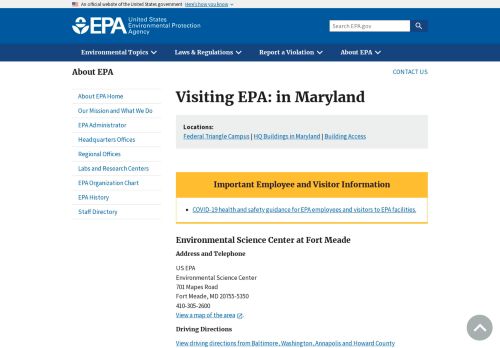 An official website of the United States government Here's how you know
EPA United States
Environmental Protection
Agency
Search EPA.gov
Environmental Topics Laws & Regulations Report a Violation About EPA
About EPA
CONTACT US
About EPA Home
Our Mission and What We Do
EPA Administrator
Headquarters Offices
Regional Offices
Labs and Research Centers
EPA Organization Chart
EPA History
Staff Directory
Visiting EPA: in Maryland
Locations:
Federal Triangle Campus | HQ Buildings in Maryland | Building Access
Important Employee and Visitor Information
COVID-19 health and safety guidance for EPA employees and visitors to EPA facilities.
Environmental Science Center at Fort Meade
Address and Telephone
US EPA
Environmental Science Center
701 Mapes Road
Fort Meade, MD 20755-5350
410-305-2600
View a map of the area
Driving Directions
View driving directions from Baltimore, Washington, Annapolis and Howard County